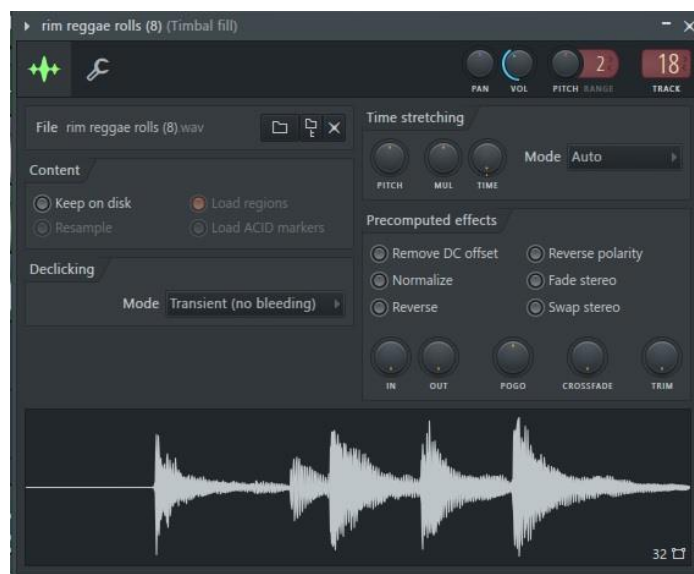 rim reggae rolls (8) (Timbal fill)
2
18
PAN VOL PITCH RANGE TRACK
File rim reggae rolls (8).wav
Content
Keep on disk Load regions
Resample Load ACID markers
Declicking
Mode Transient (no bleeding)
Time stretching
PITCH MUL TIME
Mode Auto
Precomputed effects
Remove DC offset Reverse polarity
Normalize Fade stereo
Reverse Swap stereo
IN OUT POGO CROSSFADE TRIM
32